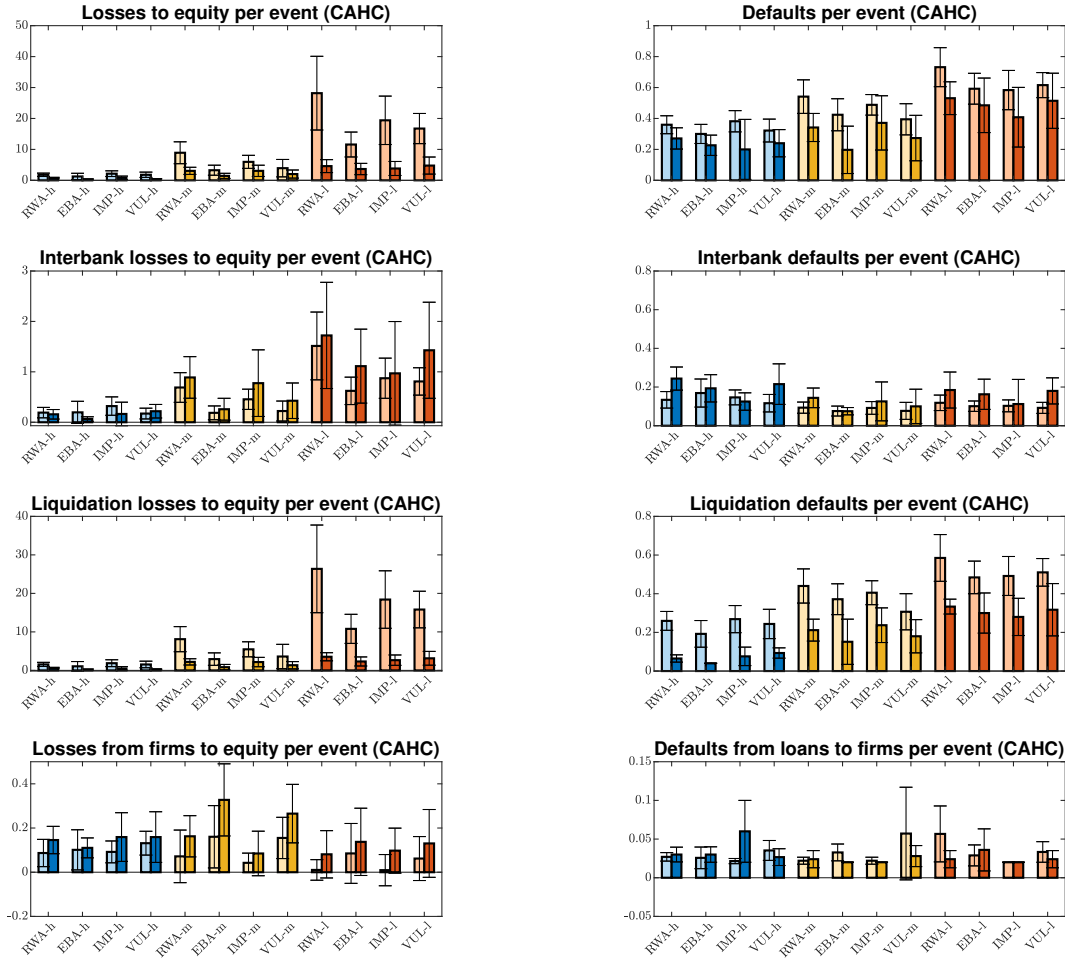 Losses to equity per event (CAHC)
50
40
30
20
10
0
RWA-h EBA-h IMP-h VUL-h RWA-m EBA-m IMP-m VUL-m RWA-l EBA-l IMP-l VUL-l
Defaults per event (CAHC)
1
0.8
0.6
0.4
0.2
0
RWA-h EBA-h IMP-h VUL-h RWA-m EBA-m IMP-m VUL-m RWA-l EBA-l IMP-l VUL-l
Interbank losses to equity per event (CAHC)
3
2
1
0
RWA-h EBA-h IMP-h VUL-h RWA-m EBA-m IMP-m VUL-m RWA-l EBA-l IMP-l VUL-l
Interbank defaults per event (CAHC)
0.8
0.6
0.4
0.2
0
RWA-h EBA-h IMP-h VUL-h RWA-m EBA-m IMP-m VUL-m RWA-l EBA-l IMP-l VUL-l
Liquidation losses to equity per event (CAHC)
40
30
20
10
0
RWA-h EBA-h IMP-h VUL-h RWA-m EBA-m IMP-m VUL-m RWA-l EBA-l IMP-l VUL-l
Liquidation defaults per event (CAHC)
0.8
0.6
0.4
0.2
0
RWA-h EBA-h IMP-h VUL-h RWA-m EBA-m IMP-m VUL-m RWA-l EBA-l IMP-l VUL-l
Losses from firms to equity per event (CAHC)
0.4
0.2
0
-0.2
RWA-h EBA-h IMP-h VUL-h RWA-m EBA-m IMP-m VUL-m RWA-l EBA-l IMP-l VUL-l
Defaults from loans to firms per event (CAHC)
0.15
0.1
0.05
0
-0.05
RWA-h EBA-h IMP-h VUL-h RWA-m EBA-m IMP-m VUL-m RWA-l EBA-l IMP-l VUL-l